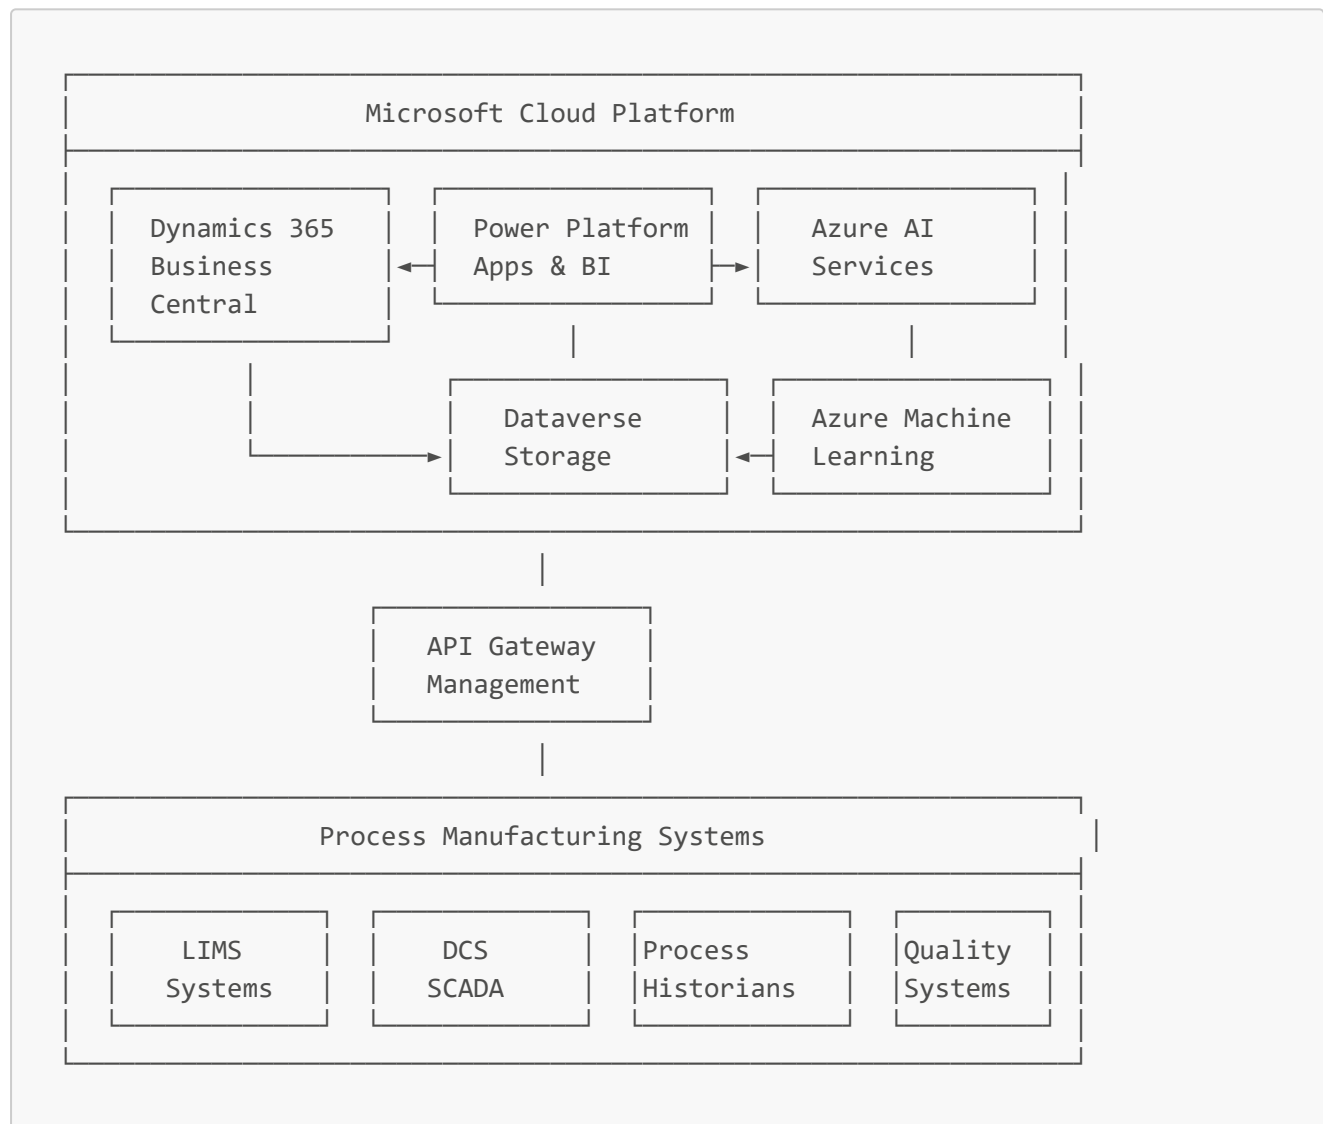 Microsoft Cloud Platform
Dynamics 365
Business
Central
Power Platform
Apps & BI
Azure AI
Services
Dataverse
Storage
Azure Machine
Learning
API Gateway
Management
Process Manufacturing Systems
LIMS
Systems
DCS
SCADA
Process
Historians
Quality
Systems